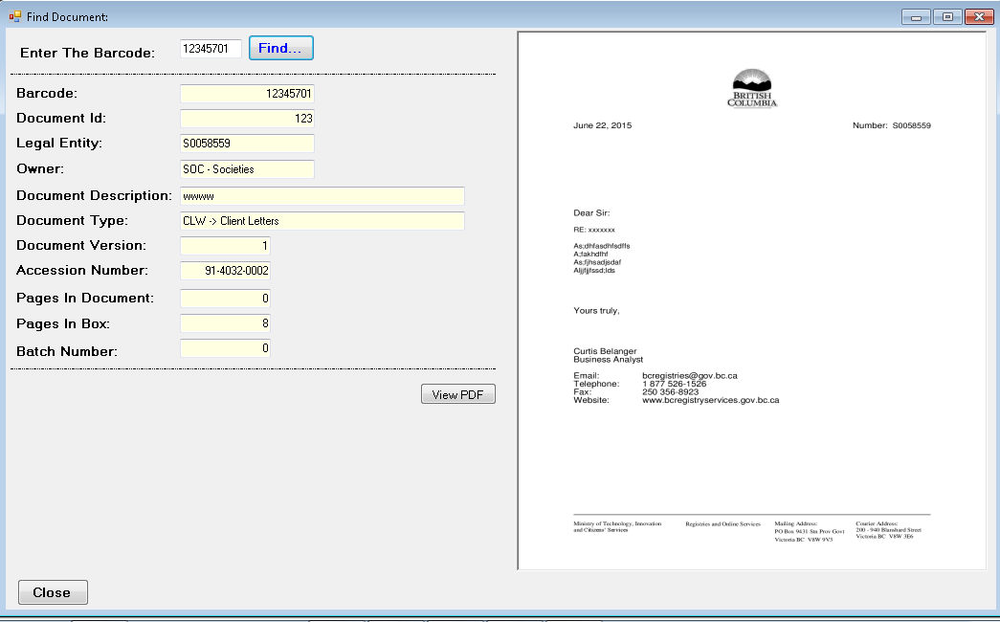 Find Document:
Enter The Barcode: 12345701 Find...
Barcode: 12345701
Document Id: 123
Legal Entity: S0058559
Owner: SOC - Societies
Document Description: wwww
Document Type: CLW -> Client Letters
Document Version: 1
Accession Number: 91-4032-0002
Pages In Document: 0
Pages In Box: 8
Batch Number: 0
View PDF
Close
BRITISH
COLUMBIA
June 22, 2015 Number: S0058559
Dear Sir:
RE: xxxxxxx
As;dhfasdhfsdffs
A;fakhdfhf
As;fjhsadjsdaf
Aljjfjjfssd;lds
Yours truly,
Curtis Belanger
Business Analyst
Email: bcregistries@gov.bc.ca
Telephone: 1 877 526-1526
Fax: 250 356-8923
Website: www.bcregistryservices.gov.bc.ca
Ministry of Technology, Innovation
and Citizens' Services
Registries and Online Services
Mailing Address:
PO Box 9431 Stn Prov Govt
Victoria BC V8W 9V3
Courier Address:
200 - 940 Blanshard Street
Victoria BC V8W 3E6